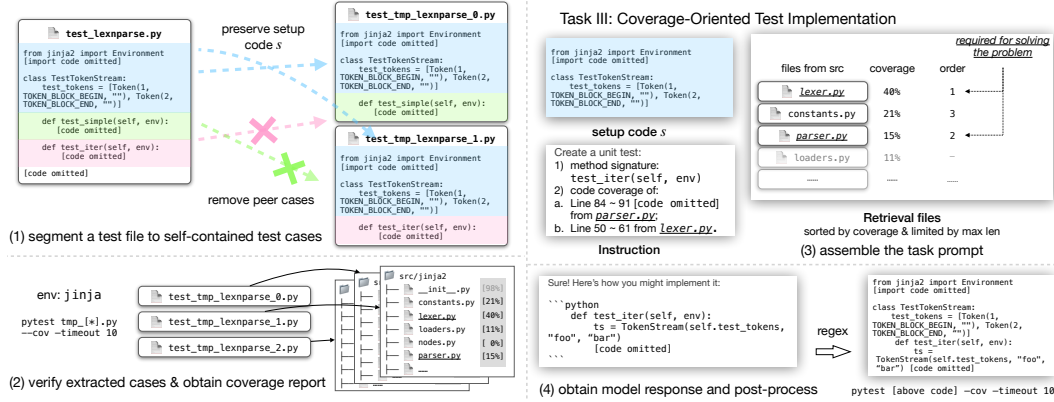 test_lexnparse.py
from jinja2 import Environment
[import code omitted]
class TestTokenStream:
test_tokens = [Token(1,
TOKEN_BLOCK_BEGIN, ""), Token(2,
TOKEN_BLOCK_END, "")]
def test_simple(self, env):
[code omitted]
def test_iter(self, env):
[code omitted]
[code omitted]
preserve setup
code s
remove peer cases
test_tmp_lexnparse_0.py
from jinja2 import Environment
[import code omitted]
class TestTokenStream:
test_tokens = [Token(1,
TOKEN_BLOCK_BEGIN, ""), Token(2,
TOKEN_BLOCK_END, "")]
def test_simple(self, env):
[code omitted]
test_tmp_lexnparse_1.py
from jinja2 import Environment
[import code omitted]
class TestTokenStream:
test_tokens = [Token(1,
TOKEN_BLOCK_BEGIN, ""), Token(2,
TOKEN_BLOCK_END, "")]
def test_iter(self, env):
[code omitted]
(1) segment a test file to self-contained test cases
env: jinja
pytest tmp_[*].py
--cov -timeout 10
test_tmp_lexnparse_0.py
test_tmp_lexnparse_1.py
test_tmp_lexnparse_2.py
src/jinja2
__init__.py [98%]
constants.py [21%]
lexer.py [40%]
loaders.py [11%]
nodes.py [ 0%]
parser.py [15%]
(2) verify extracted cases & obtain coverage report
Task III: Coverage-Oriented Test Implementation
from jinja2 import Environment
[import code omitted]
class TestTokenStream:
test_tokens = [Token(1,
TOKEN_BLOCK_BEGIN, ""), Token(2,
TOKEN_BLOCK_END, "")]
setup code s
Create a unit test:
1) method signature:
test_iter(self, env)
2) code coverage of:
a. Line 84 ~ 91 [code omitted]
from parser.py;
b. Line 50 ~ 61 from lexer.py.
Instruction
required for solving
the problem
files from src coverage order
lexer.py 40% 1
constants.py 21% 3
parser.py 15% 2
loaders.py 11% –
……
……
Retrieval files
sorted by coverage & limited by max len
(3) assemble the task prompt
Sure! Here's how you might implement it:
```python
def test_iter(self, env):
ts = TokenStream(self.test_tokens,
"foo", "bar")
[code omitted]
```
regex
from jinja2 import Environment
[import code omitted]
class TestTokenStream:
test_tokens = [Token(1,
TOKEN_BLOCK_BEGIN, ""), Token(2,
TOKEN_BLOCK_END, "")]
def test_iter(self, env):
ts =
TokenStream(self.test_tokens, "foo",
"bar") [code omitted]
(4) obtain model response and post-process
pytest [above code] –cov –timeout 10